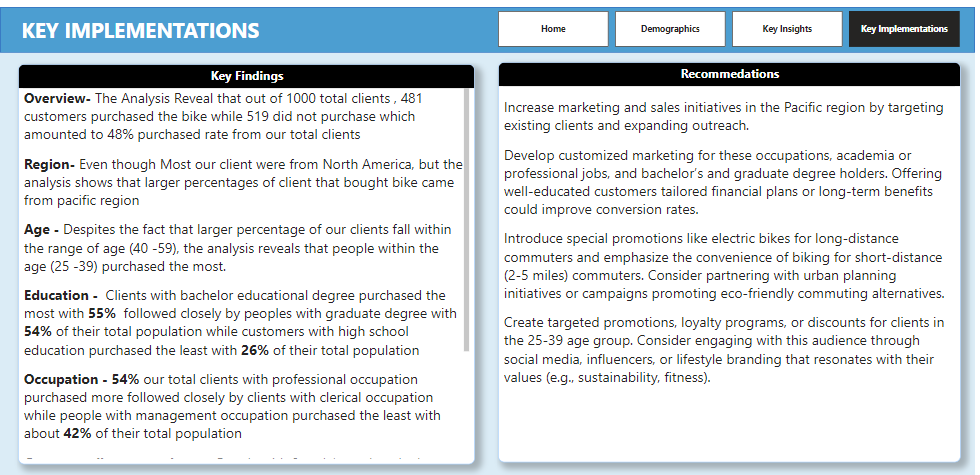 KEY IMPLEMENTATIONS
Home
Demographics
Key Insights
Key Implementations
Key Findings
Overview- The Analysis Reveal that out of 1000 total clients , 481
customers purchased the bike while 519 did not purchase which
amounted to 48% purchased rate from our total clients
Region- Even though Most our client were from North America, but the
analysis shows that larger percentages of client that bought bike came
from pacific region
Age - Despites the fact that larger percentage of our clients fall within
the range of age (40 -59), the analysis reveals that people within the
age (25 -39) purchased the most.
Education - Clients with bachelor educational degree purchased the
most with 55% followed closely by peoples with graduate degree with
54% of their total population while customers with high school
education purchased the least with 26% of their total population
Occupation - 54% our total clients with professional occupation
purchased more followed closely by clients with clerical occupation
while people with management occupation purchased the least with
about 42% of their total population
Recommedations
Increase marketing and sales initiatives in the Pacific region by targeting
existing clients and expanding outreach.
Develop customized marketing for these occupations, academia or
professional jobs, and bachelor's and graduate degree holders. Offering
well-educated customers tailored financial plans or long-term benefits
could improve conversion rates.
Introduce special promotions like electric bikes for long-distance
commuters and emphasize the convenience of biking for short-distance
(2-5 miles) commuters. Consider partnering with urban planning
initiatives or campaigns promoting eco-friendly commuting alternatives.
Create targeted promotions, loyalty programs, or discounts for clients in
the 25-39 age group. Consider engaging with this audience through
social media, influencers, or lifestyle branding that resonates with their
values (e.g., sustainability, fitness).